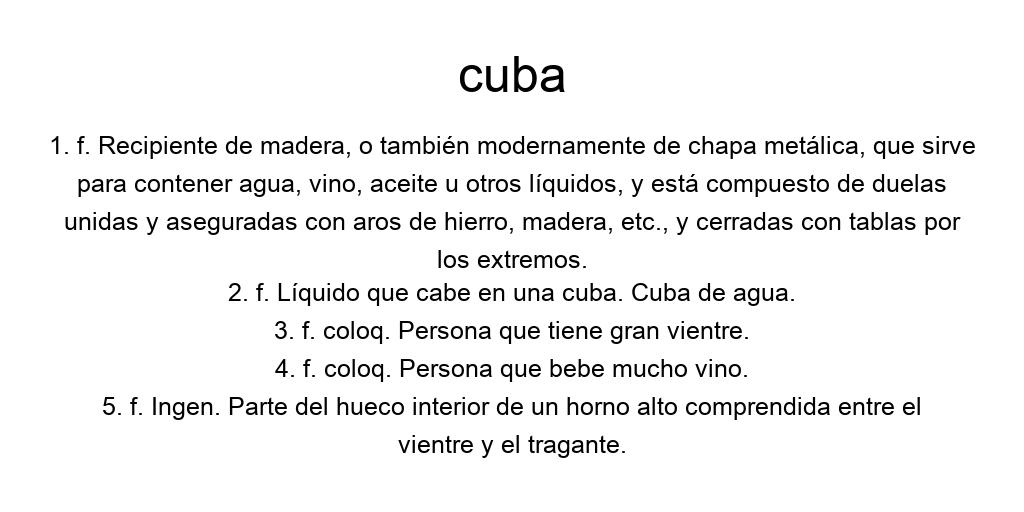 cuba
1. f. Recipiente de madera, o también modernamente de chapa metálica, que sirve
para contener agua, vino, aceite u otros líquidos, y está compuesto de duelas
unidas y aseguradas con aros de hierro, madera, etc., y cerradas con tablas por
los extremos.
2. f. Líquido que cabe en una cuba. Cuba de agua.
3. f. coloq. Persona que tiene gran vientre.
4. f. coloq. Persona que bebe mucho vino.
5. f. Ingen. Parte del hueco interior de un horno alto comprendida entre el
vientre y el tragante.